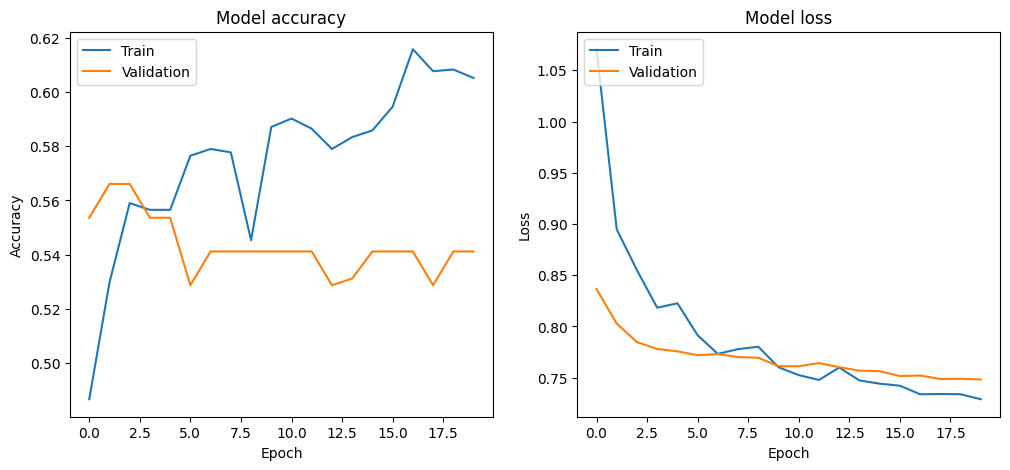 Model accuracy
Train
Validation
0.62
0.60
0.58
0.56
0.54
0.52
0.50
Accuracy
0.0 2.5 5.0 7.5 10.0 12.5 15.0 17.5
Epoch
Model loss
Train
Validation
1.05
1.00
0.95
0.90
0.85
0.80
0.75
Loss
0.0 2.5 5.0 7.5 10.0 12.5 15.0 17.5
Epoch